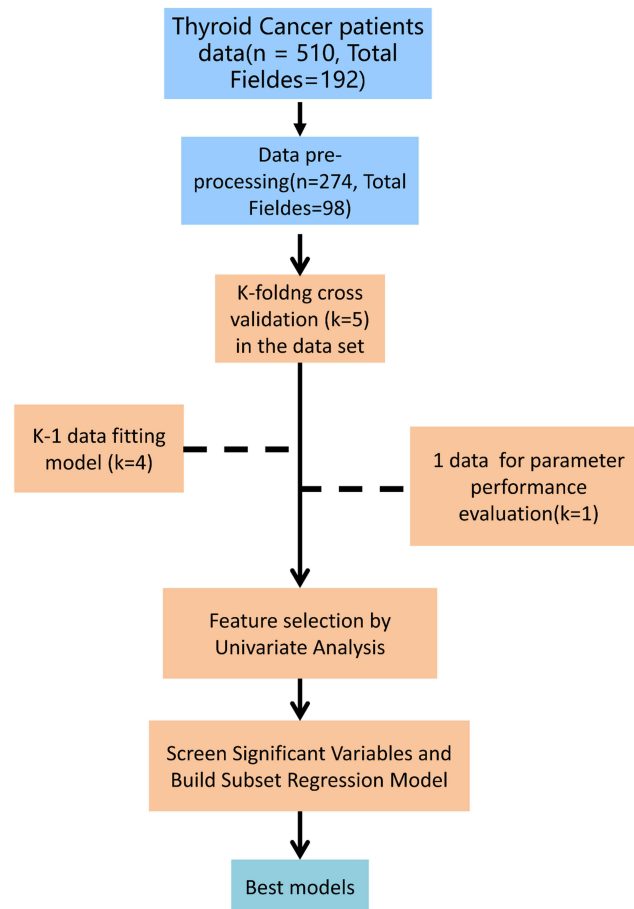 Thyroid Cancer patients
data(n = 510, Total
Fieldes=192)
Data pre-
processing(n=274, Total
Fieldes=98)
K-foldng cross
validation (k=5)
in the data set
K-1 data fitting
model (k=4)
1 data for parameter
performance
evaluation(k=1)
Feature selection by
Univariate Analysis
Screen Significant Variables and
Build Subset Regression Model
Best models